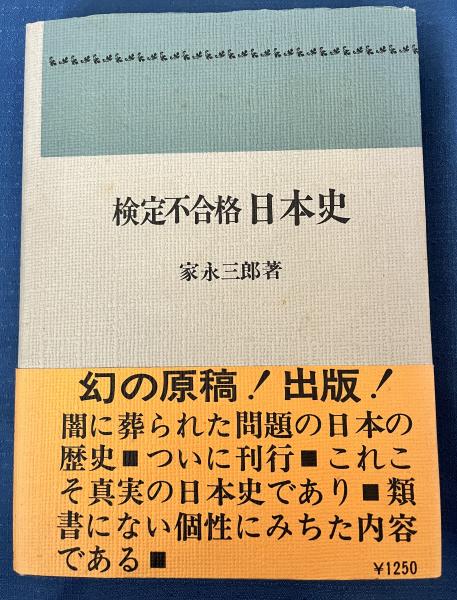 検定不合格 日本史
家永三郎著
幻の原稿！出版！
闇に葬られた問題の日本の
歴史■ついに刊行■これこ
そ真実の日本史であり■類
書にない個性にみちた内容
である■
¥1250